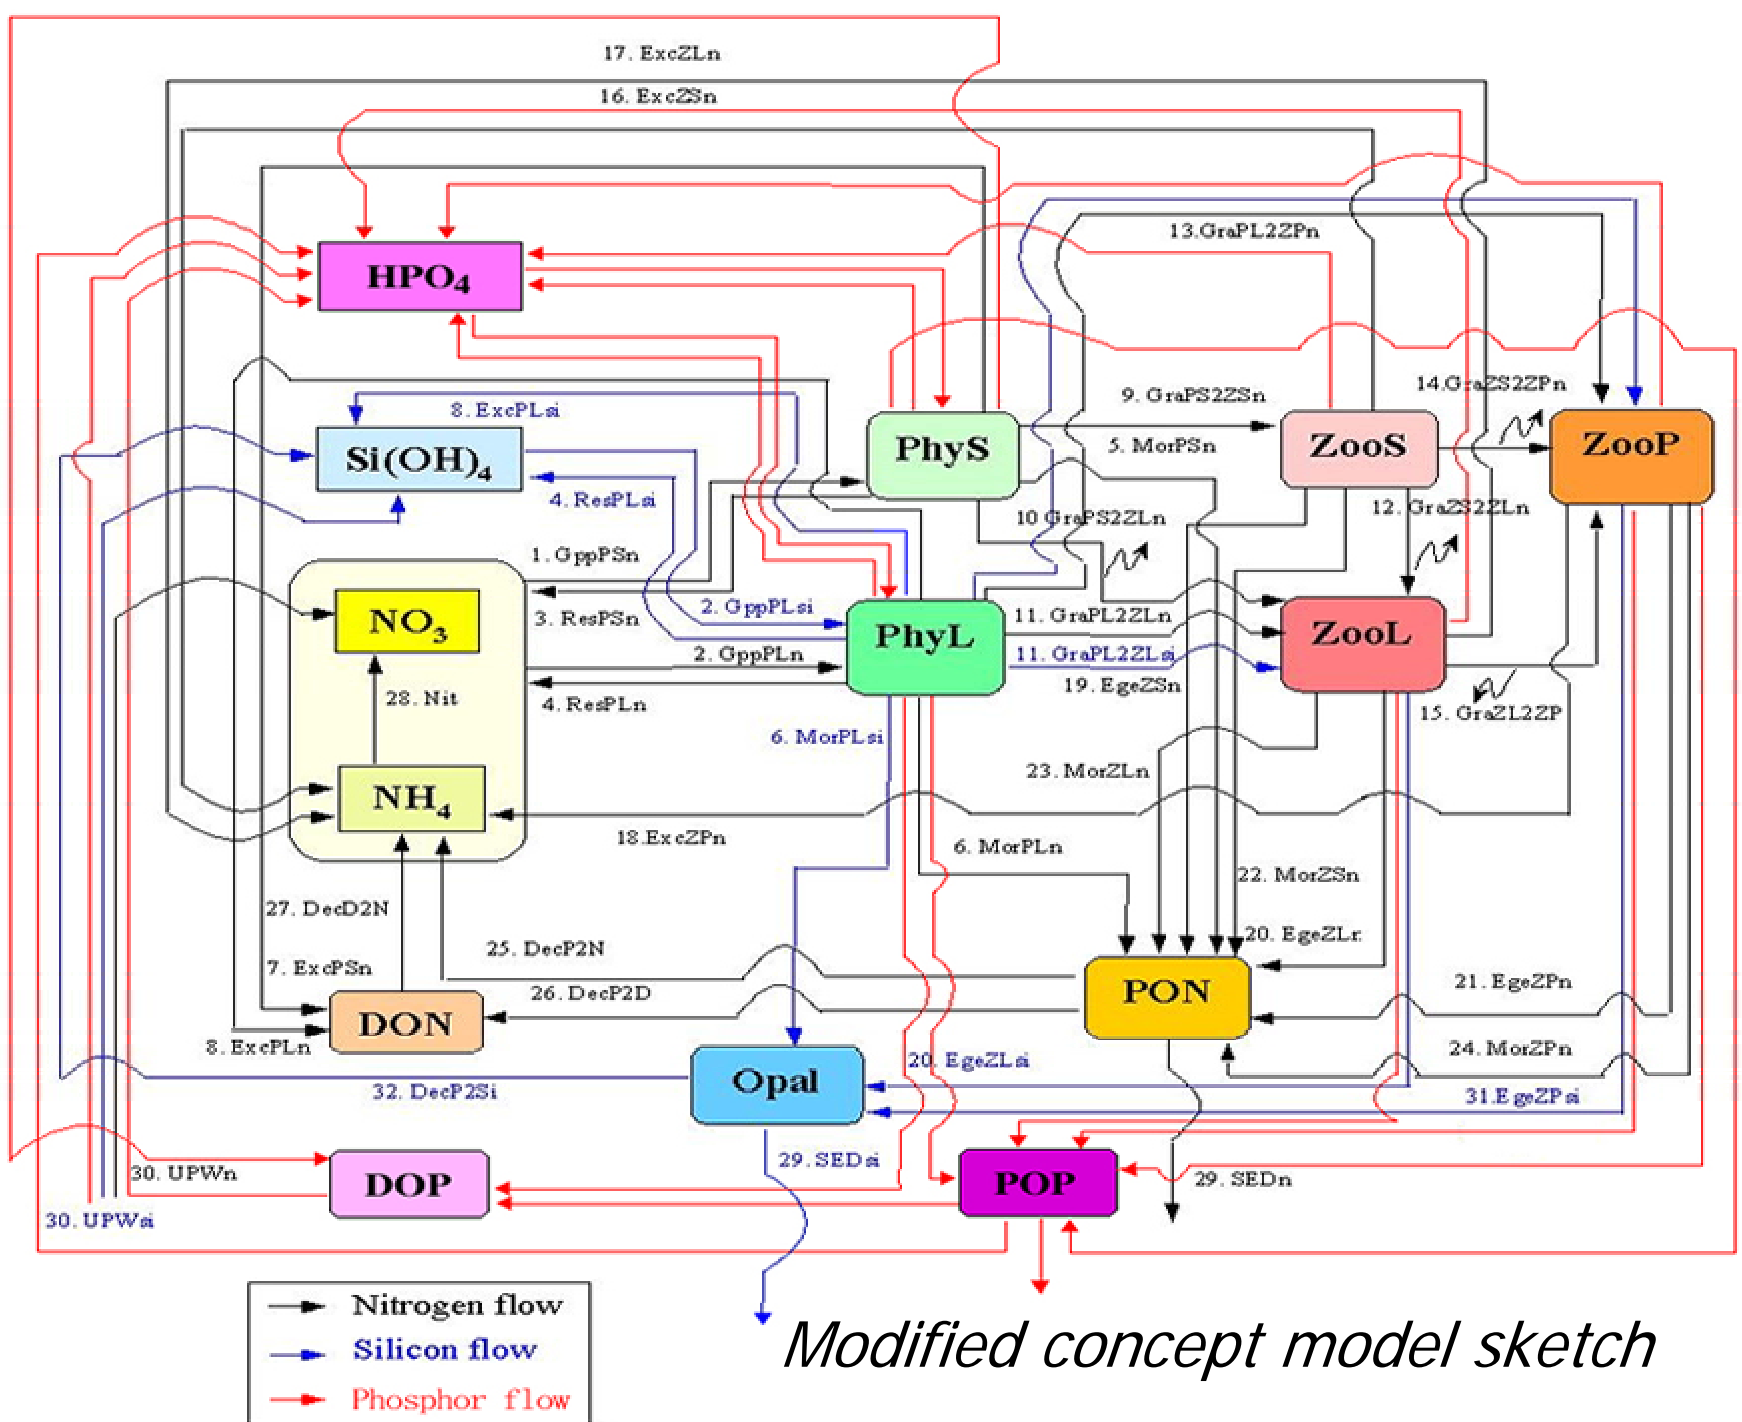 17. ExcZLn
16. ExcZSn
13.GraPL2ZPn
HPO4
14.GraZS2ZPn
9. GraPS2ZSn
8. ExcPLsi
PhyS
ZooS
ZooP
5. MorPSn
Si(OH)4
4. ResPLsi
10 GraPS2ZLn
12. GraZS2ZLn
1. GppPSn
2. GppPLsi
3. ResPSn
11. GraPL2ZLn
NO3
PhyL
ZooL
2. GppPLn
11. GraPL2ZLsi
19. EgeZSn
28. Nit
4. ResPLn
15. GraZL2ZP
6. MorPLsi
23. MorZLn
NH4
18.ExcZPn
6. MorPLn
22. MorZSn
27. DecD2N
20. EgeZLn
25. DecP2N
7. ExcPSn
21. EgeZPn
26. DecP2D
PON
DON
8. ExcPLn
24. MorZPn
20. EgeZLsi
Opal
32. DecP2Si
31.EgeZPsi
29. SEDsi
30. UPWn
29. SEDn
DOP
POP
30. UPWsi
Nitrogen flow
Silicon flow
Phosphor flow
Modified concept model sketch